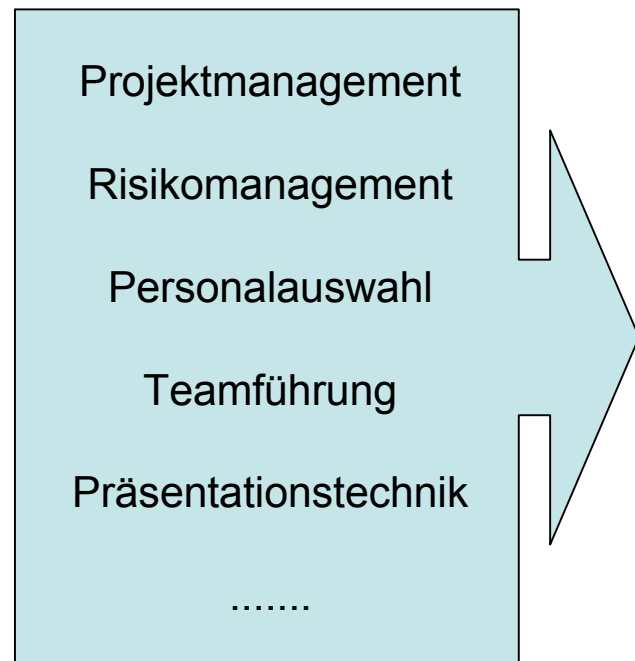 Projektmanagement
Risikomanagement
Personalauswahl
Teamführung
Präsentationstechnik
.......